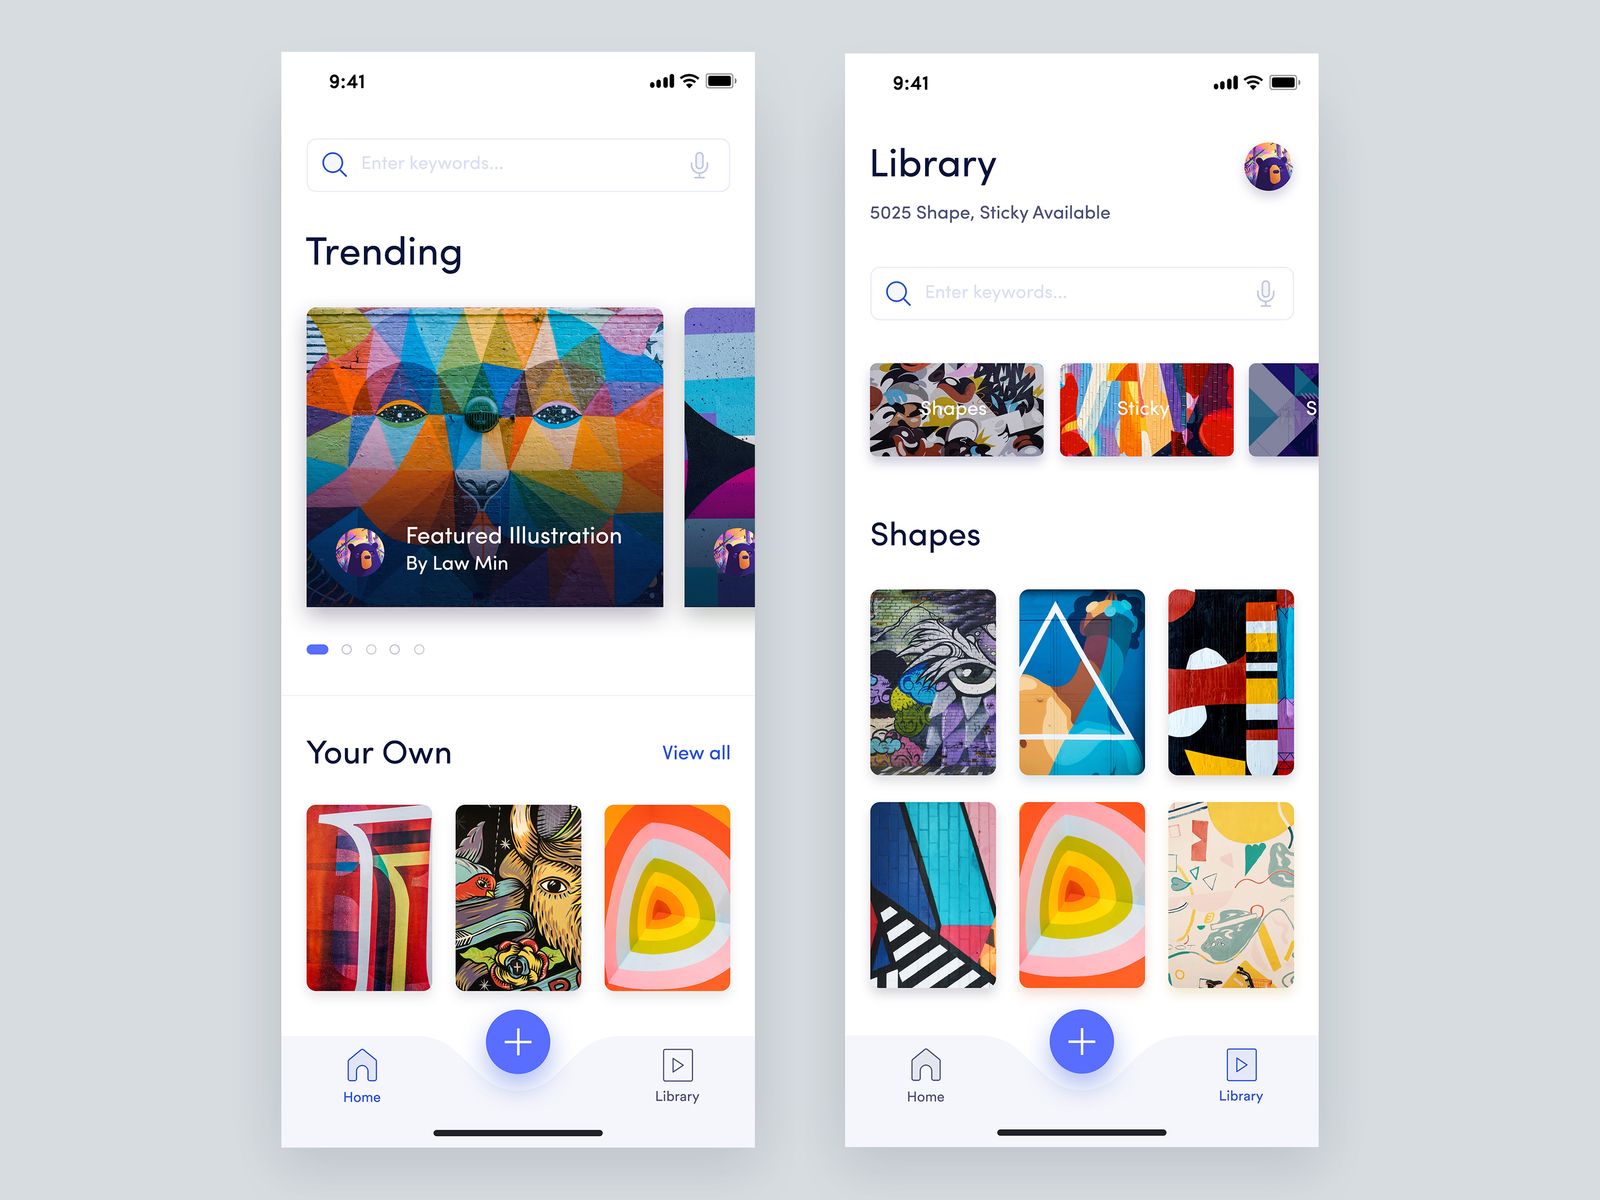 9:41
Enter keywords...
Trending
Featured Illustration
By Law Min
Your Own
View all
Home
Library
9:41
Library
5025 Shape, Sticky Available
Enter keywords...
Shapes
Sticky
S
Shapes
Home
Library